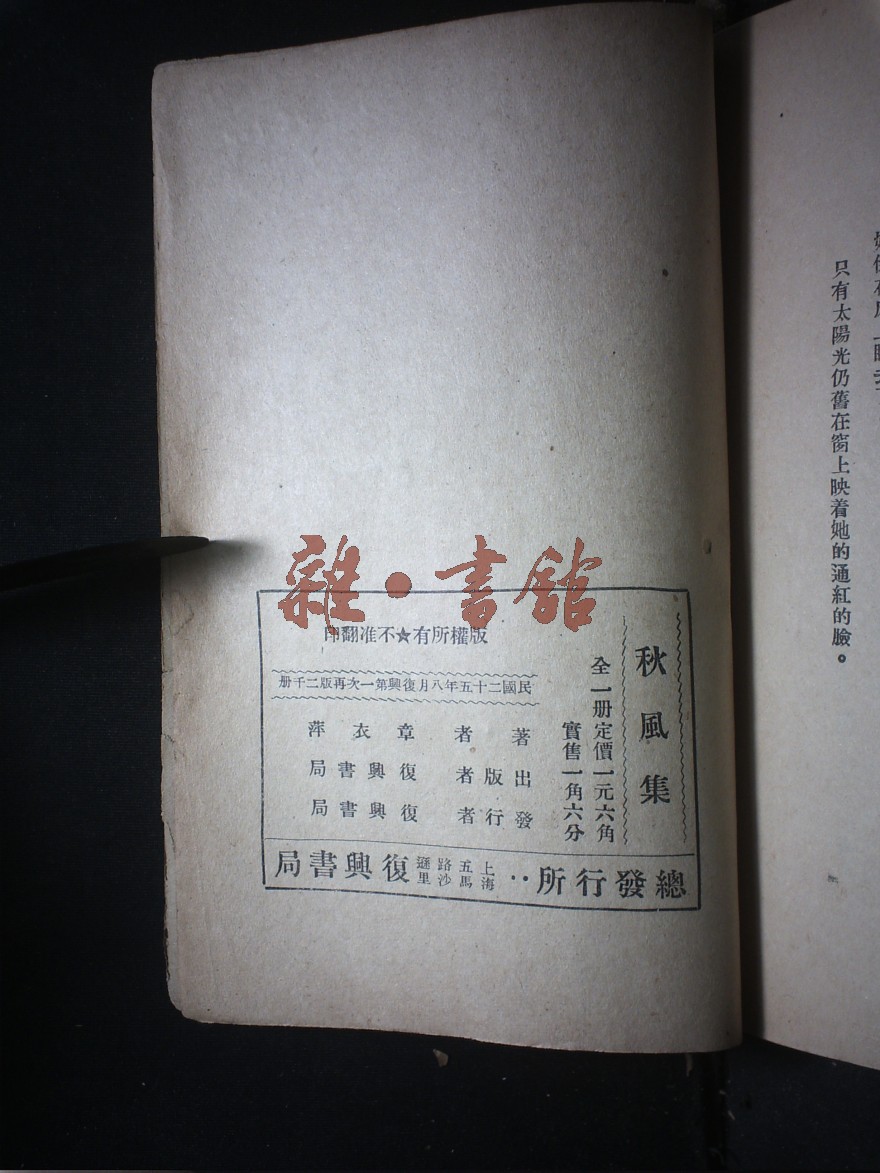 只有太陽光仍舊在窗上映着她的通紅的臉。
雜·書館
秋風集
全一册定價一元六角
實售一角六分
版權所有☆不准翻印
民國二十五年八月復興第一次再版二千册
著者 章衣萍
出版者 復興書局
發行者 復興書局
總發行所：上海五馬路沙遜里 復興書局